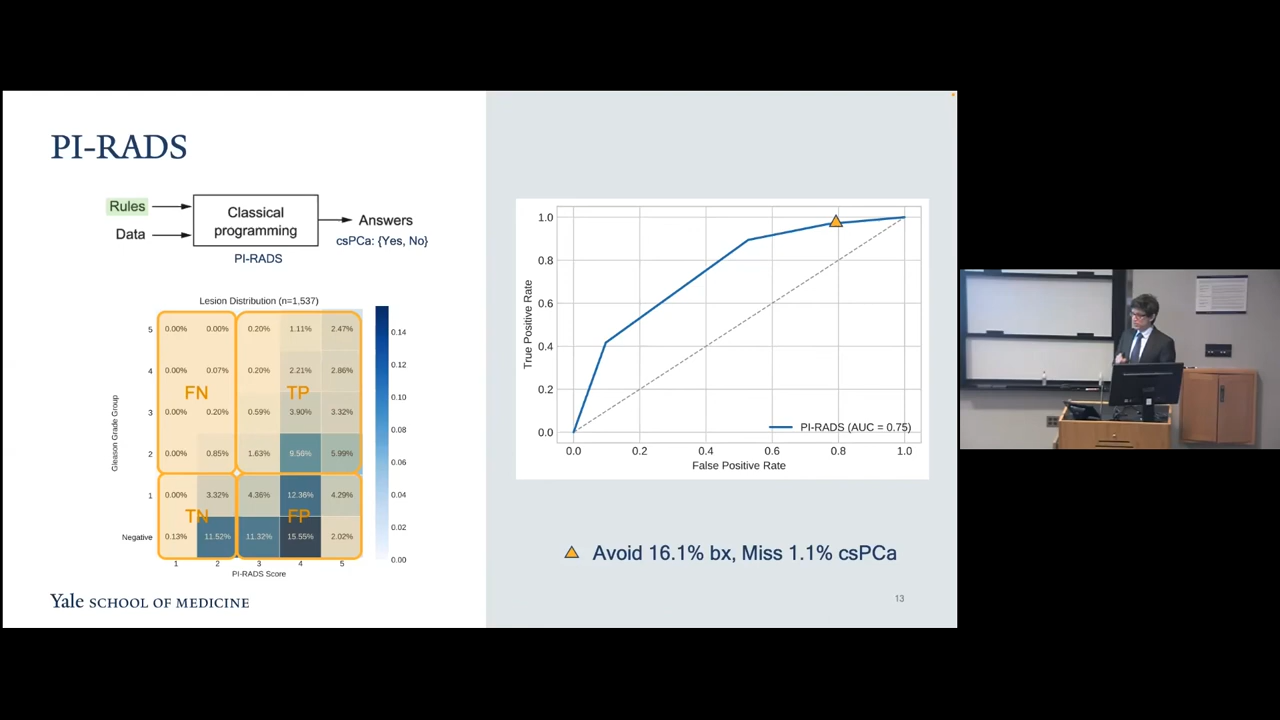 PI-RADS
Rules
Data
Classical
programming
Answers
csPCa: {Yes, No}
PI-RADS
Lesion Distribution (n=1,537)
Gleason Grade Group
5 0.00% 0.00% 0.20% 1.11% 2.47%
4 0.00% 0.07% 0.20% 2.21% 2.86%
FN TP
3 0.00% 0.20% 0.59% 3.90% 3.32%
2 0.00% 0.85% 1.63% 9.56% 5.99%
1 0.00% 3.32% 4.36% 12.36% 4.29%
TN FP
Negative 0.13% 11.52% 11.32% 15.55% 2.02%
1 2 3 4 5
PI-RADS Score
0.14
0.12
0.10
0.08
0.06
0.04
0.02
0.00
Yale SCHOOL OF MEDICINE
True Positive Rate
1.0
0.8
0.6
0.4
0.2
0.0
PI-RADS (AUC = 0.75)
0.0 0.2 0.4 0.6 0.8 1.0
False Positive Rate
Avoid 16.1% bx, Miss 1.1% csPCa
13